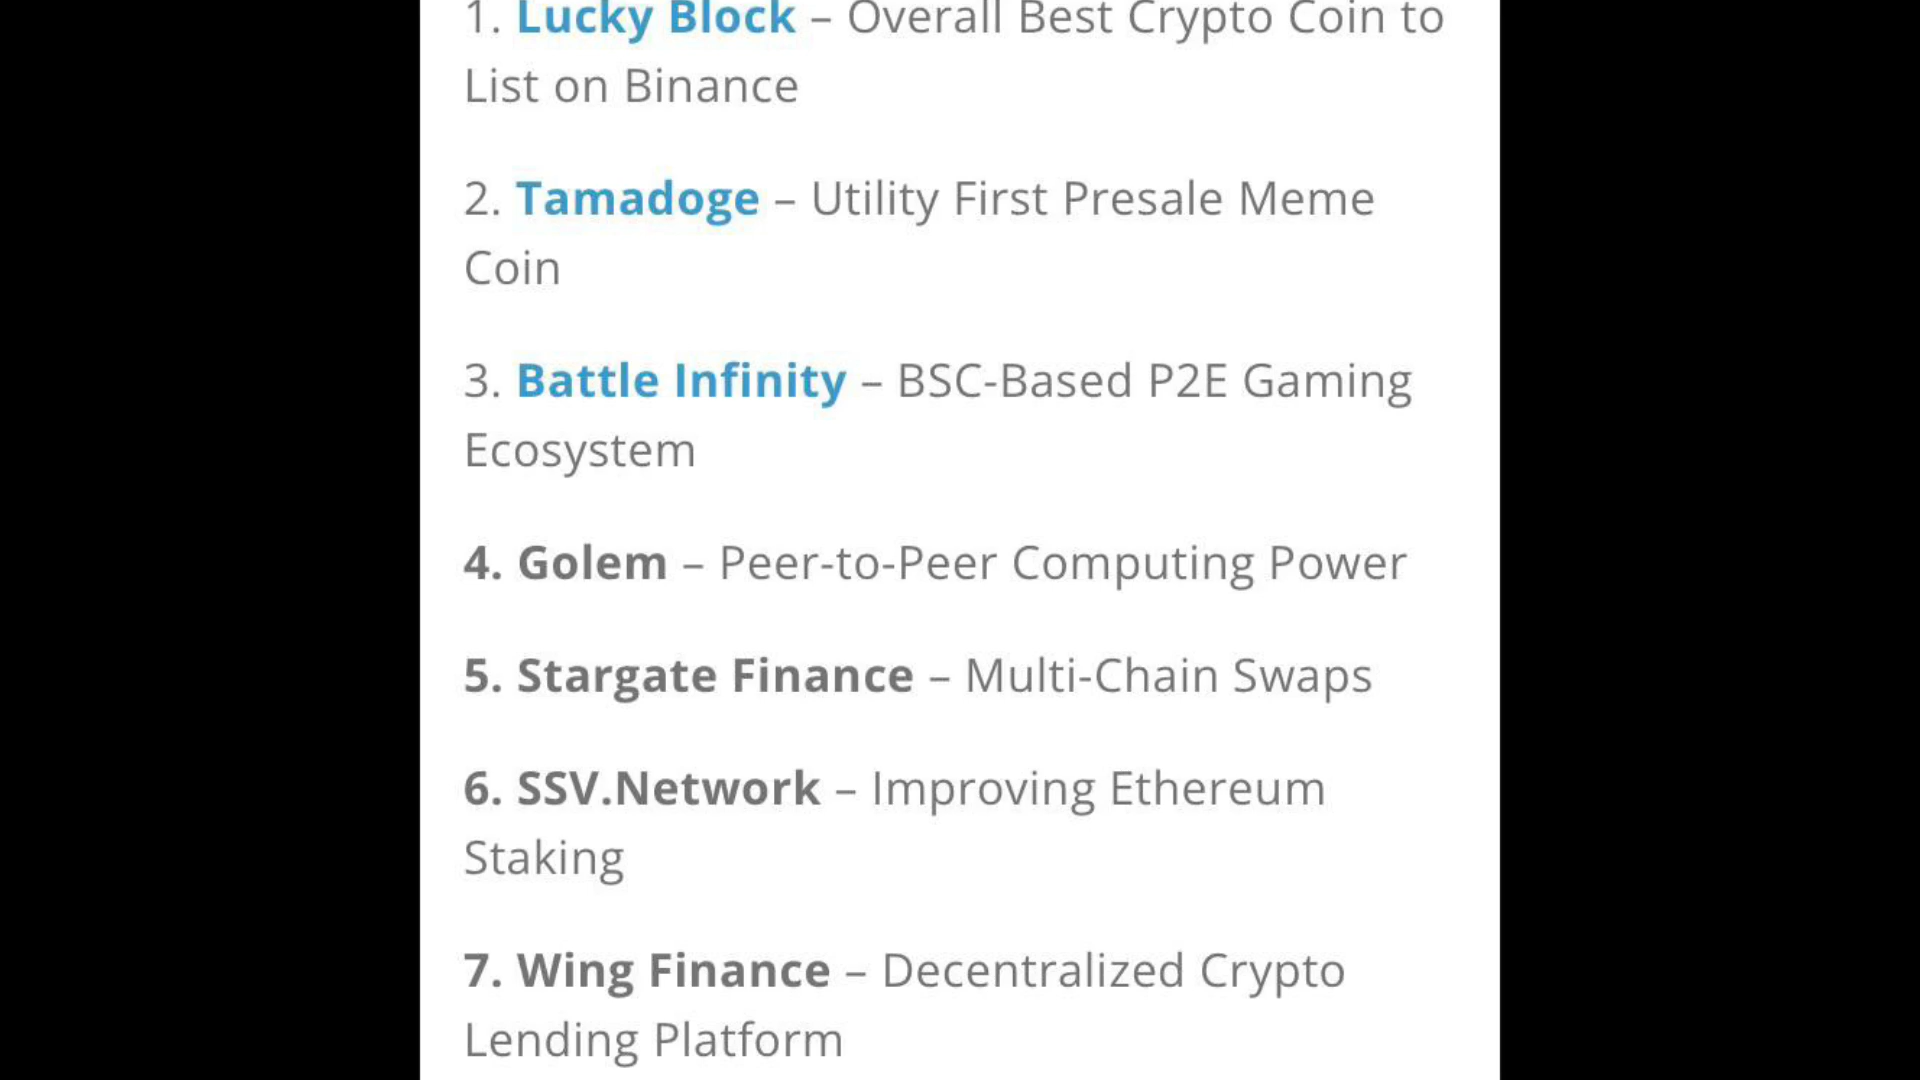 1. Lucky Block – Overall Best Crypto Coin to
List on Binance
2. Tamadoge – Utility First Presale Meme
Coin
3. Battle Infinity – BSC-Based P2E Gaming
Ecosystem
4. Golem – Peer-to-Peer Computing Power
5. Stargate Finance – Multi-Chain Swaps
6. SSV.Network – Improving Ethereum
Staking
7. Wing Finance – Decentralized Crypto
Lending Platform